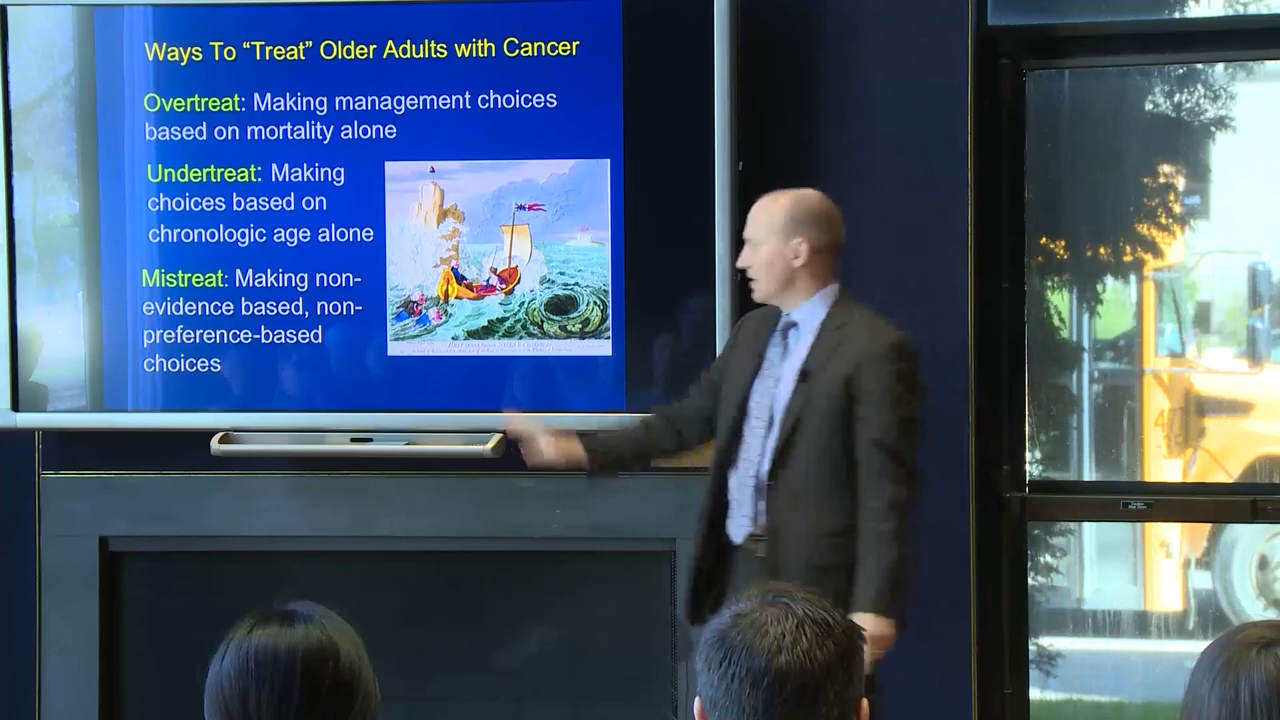 Ways To “Treat” Older Adults with Cancer
Overtreat: Making management choices
based on mortality alone
Undertreat: Making
choices based on
chronologic age alone
Mistreat: Making non-
evidence based, non-
preference-based
choices